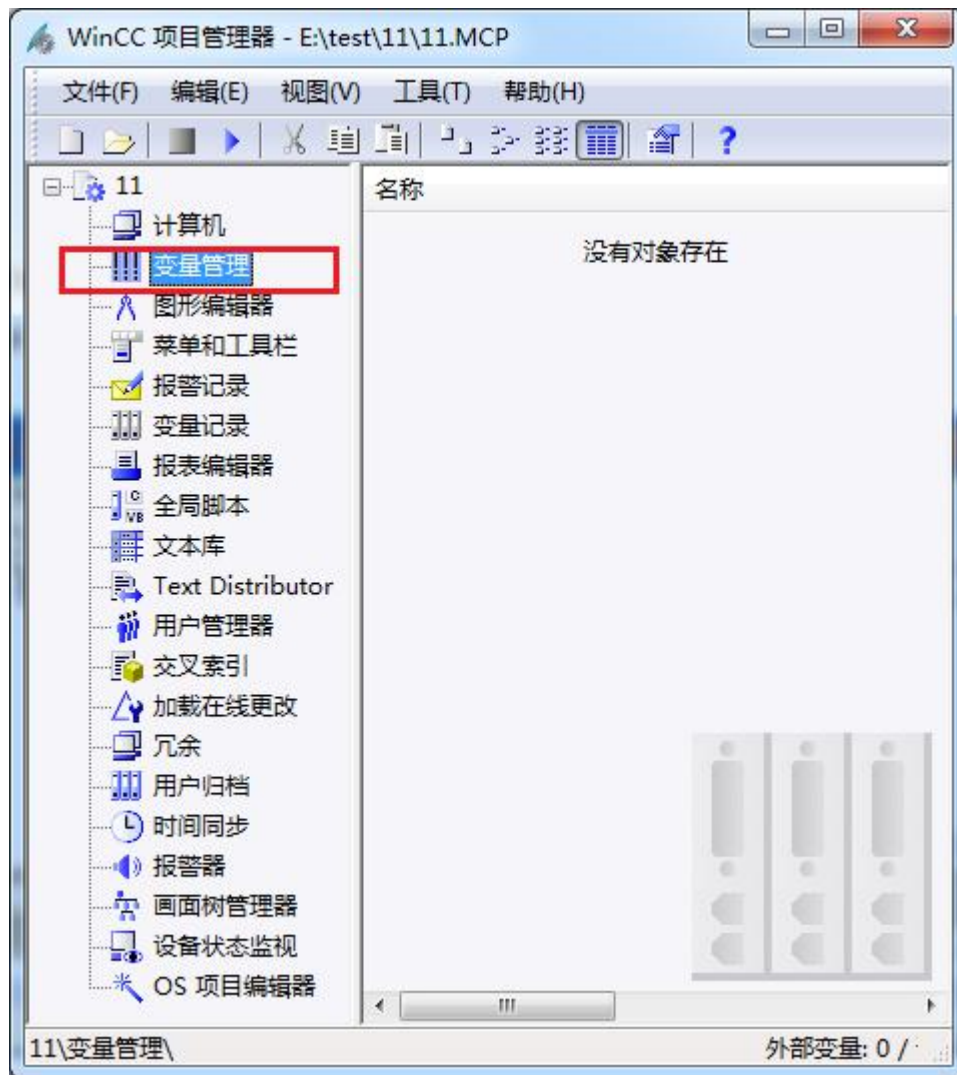 WinCC 项目管理器 - E:\test\11\11.MCP
文件(F) 编辑(E) 视图(V) 工具(T) 帮助(H)
11
名称
计算机
没有对象存在
变量管理
图形编辑器
菜单和工具栏
报警记录
变量记录
报表编辑器
全局脚本
文本库
Text Distributor
用户管理器
交叉索引
加载在线更改
冗余
用户归档
时间同步
报警器
画面树管理器
设备状态监视
OS 项目编辑器
11\变量管理\
外部变量: 0 /